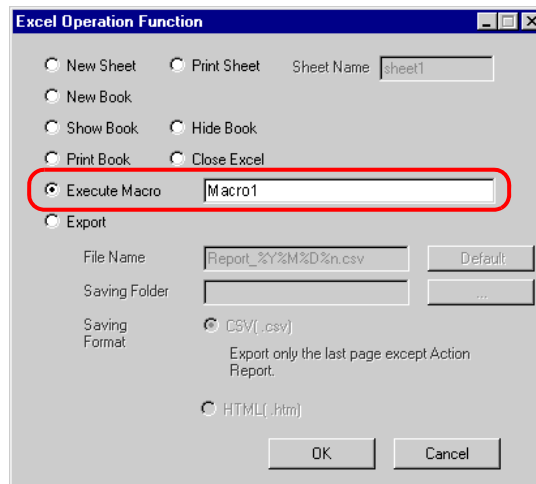 Excel Operation Function
New Sheet Print Sheet Sheet Name sheet1
New Book
Show Book Hide Book
Print Book Close Excel
Execute Macro Macro1
Export
File Name Report_%Y%M%D%n.csv Default
Saving Folder ...
Saving Format CSV( .csv)
Export only the last page except Action
Report.
HTML( .htm)
OK Cancel